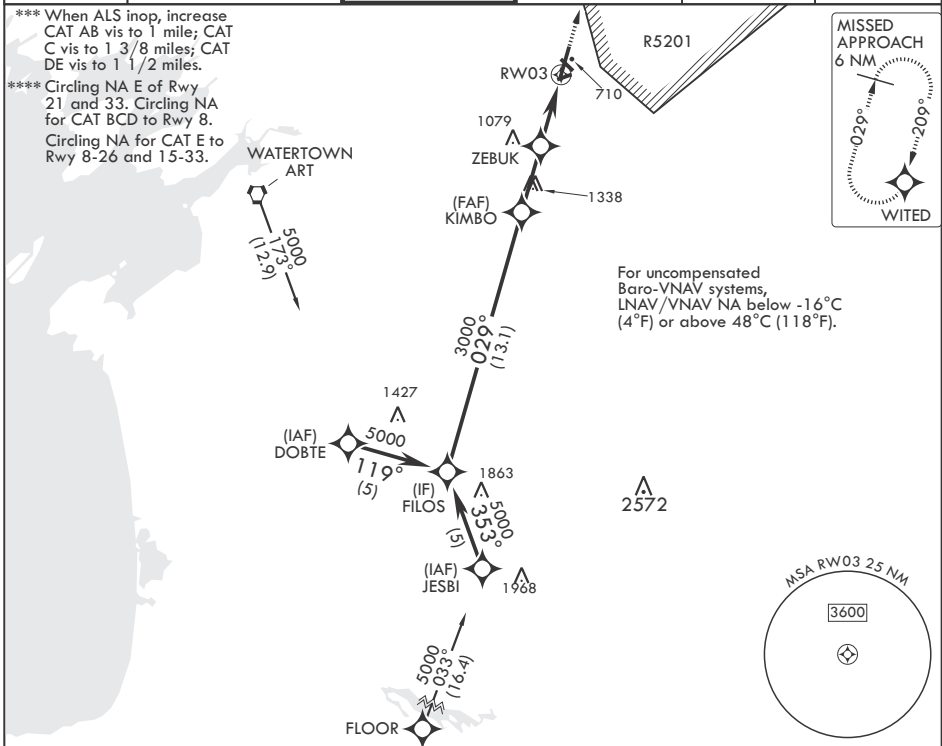 *** When ALS inop, increase
CAT AB vis to 1 mile; CAT
C vis to 1 3/8 miles; CAT
DE vis to 1 1/2 miles.
**** Circling NA E of Rwy
21 and 33. Circling NA
for CAT BCD to Rwy 8.
Circling NA for CAT E to
Rwy 8-26 and 15-33.
R5201
MISSED
APPROACH
6 NM
029°
209°
WITED
RW03
710
1079
ZEBUK
WATERTOWN
ART
5000
173°
(12.9)
1338
(FAF)
KIMBO
For uncompensated
Baro-VNAV systems,
LNAV/VNAV NA below -16°C
(4°F) or above 48°C (118°F).
3000
029°
(13.1)
1427
(IAF)
DOBTE
5000
119°
(5)
(IF)
FILOS
1863
5000
353°
(5)
2572
(IAF)
JESBI
1968
MSA RW03 25 NM
3600
5000
033°
(16.4)
FLOOR